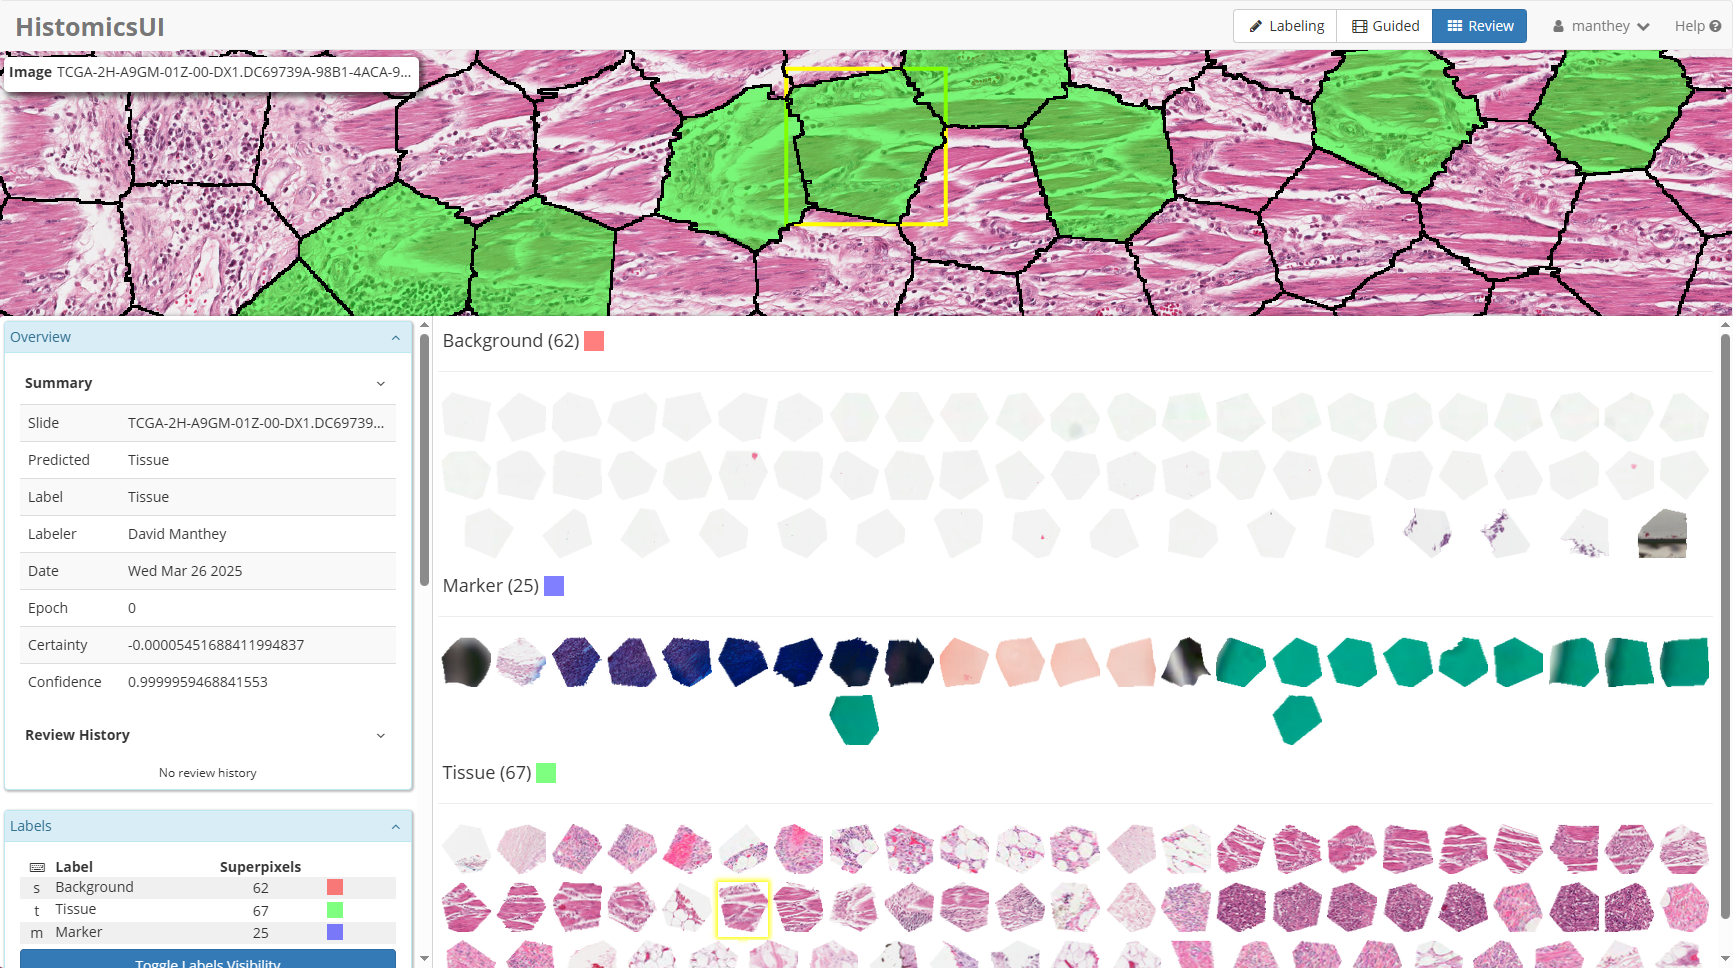 HistomicsUI
Labeling
Guided
Review
manthey
Help
Image TCGA-2H-A9GM-01Z-00-DX1.DC69739A-98B1-4ACA-9...
Overview
Summary
Slide TCGA-2H-A9GM-01Z-00-DX1.DC69739...
Predicted Tissue
Label Tissue
Labeler David Manthey
Date Wed Mar 26 2025
Epoch 0
Certainty -0.00005451688411994837
Confidence 0.9999959468841553
Review History
No review history
Labels
Label Superpixels
s Background 62
t Tissue 67
m Marker 25
Toggle Labels Visibility
Background (62)
Marker (25)
Tissue (67)